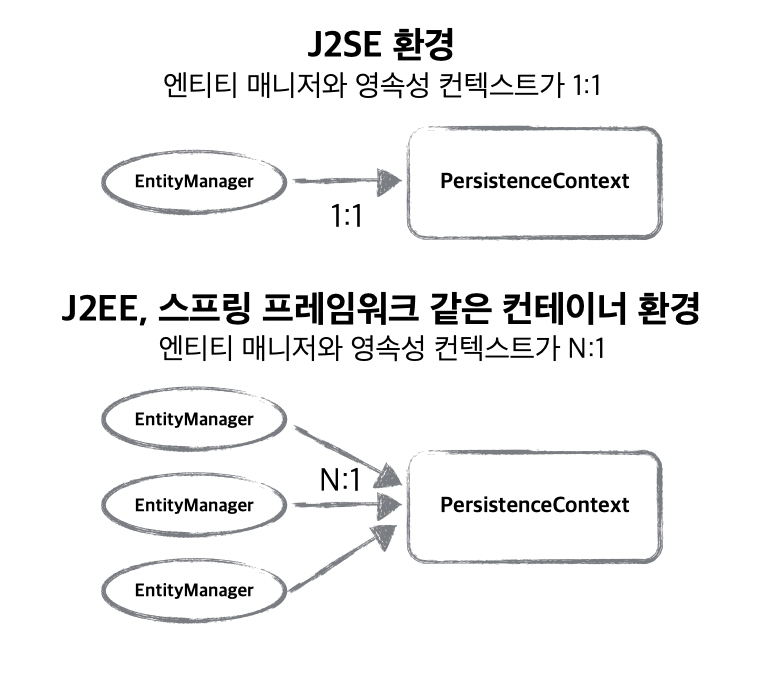 J2SE 환경
엔티티 매니저와 영속성 컨텍스트가 1:1
EntityManager
PersistenceContext
1:1
J2EE, 스프링 프레임워크 같은 컨테이너 환경
엔티티 매니저와 영속성 컨텍스트가 N:1
EntityManager
N:1
EntityManager
PersistenceContext
EntityManager